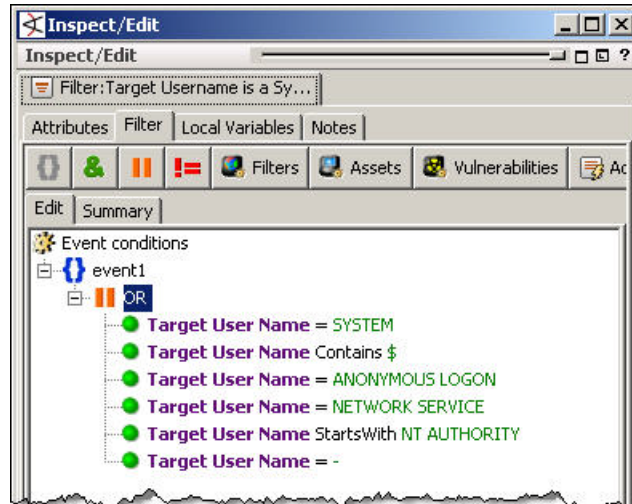 Inspect/Edit
Inspect/Edit ?
Filter:Target Username is a Sy...
Attributes Filter Local Variables Notes
{} & || != Filters Assets Vulnerabilities Ac
Edit Summary
Event conditions
{} event1
OR
Target User Name = SYSTEM
Target User Name Contains $
Target User Name = ANONYMOUS LOGON
Target User Name = NETWORK SERVICE
Target User Name StartsWith NT AUTHORITY
Target User Name = -